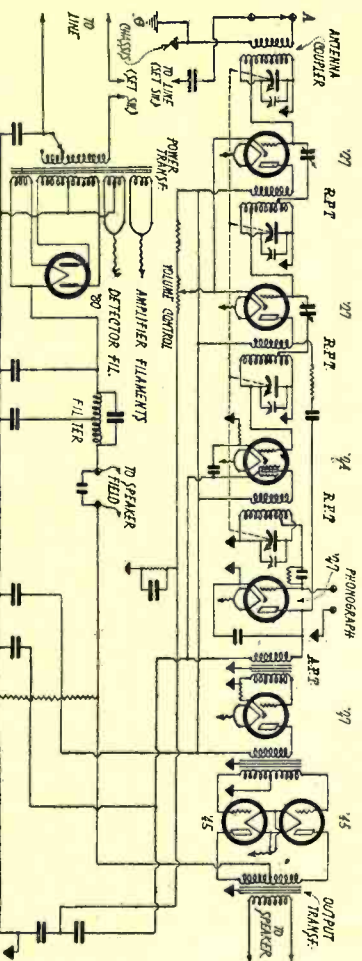 A
G
TO
LINE
CHASSIS
(SET SW.)
TO LINE
(SET SW.)
ANTENNA
COUPLER
POWER
TRANSF-
'27
R.F.T
VOLUME CONTROL
'80
AMPLIFIER FILAMENTS
DETECTOR FIL.
'27
R.F.T.
FILTER
TO SPEAKER
FIELD
'24
R.F.T
PHONOGRAPH
'27
A.F.T
'27
'45
'45
OUTPUT
TRANSF-
TO
SPEAKER